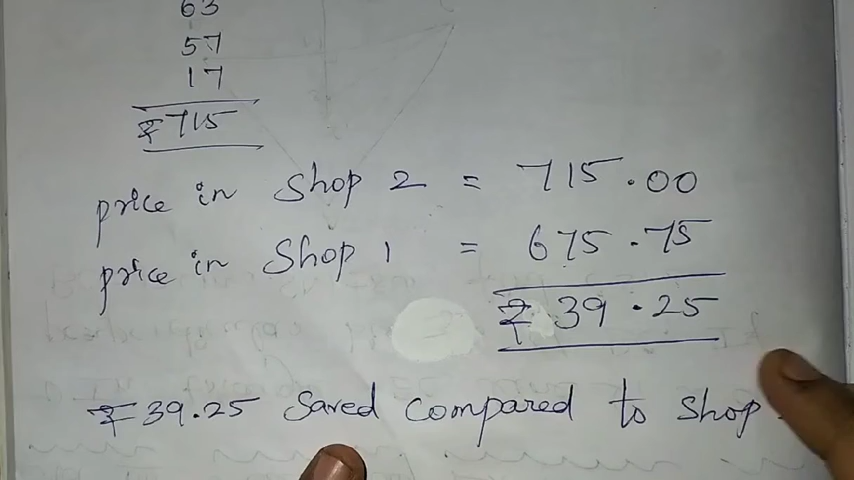 63
57
17
₹715
price in Shop 2 = 715.00
price in Shop 1 = 675.75
₹ 39.25
₹39.25 Saved compared to shop